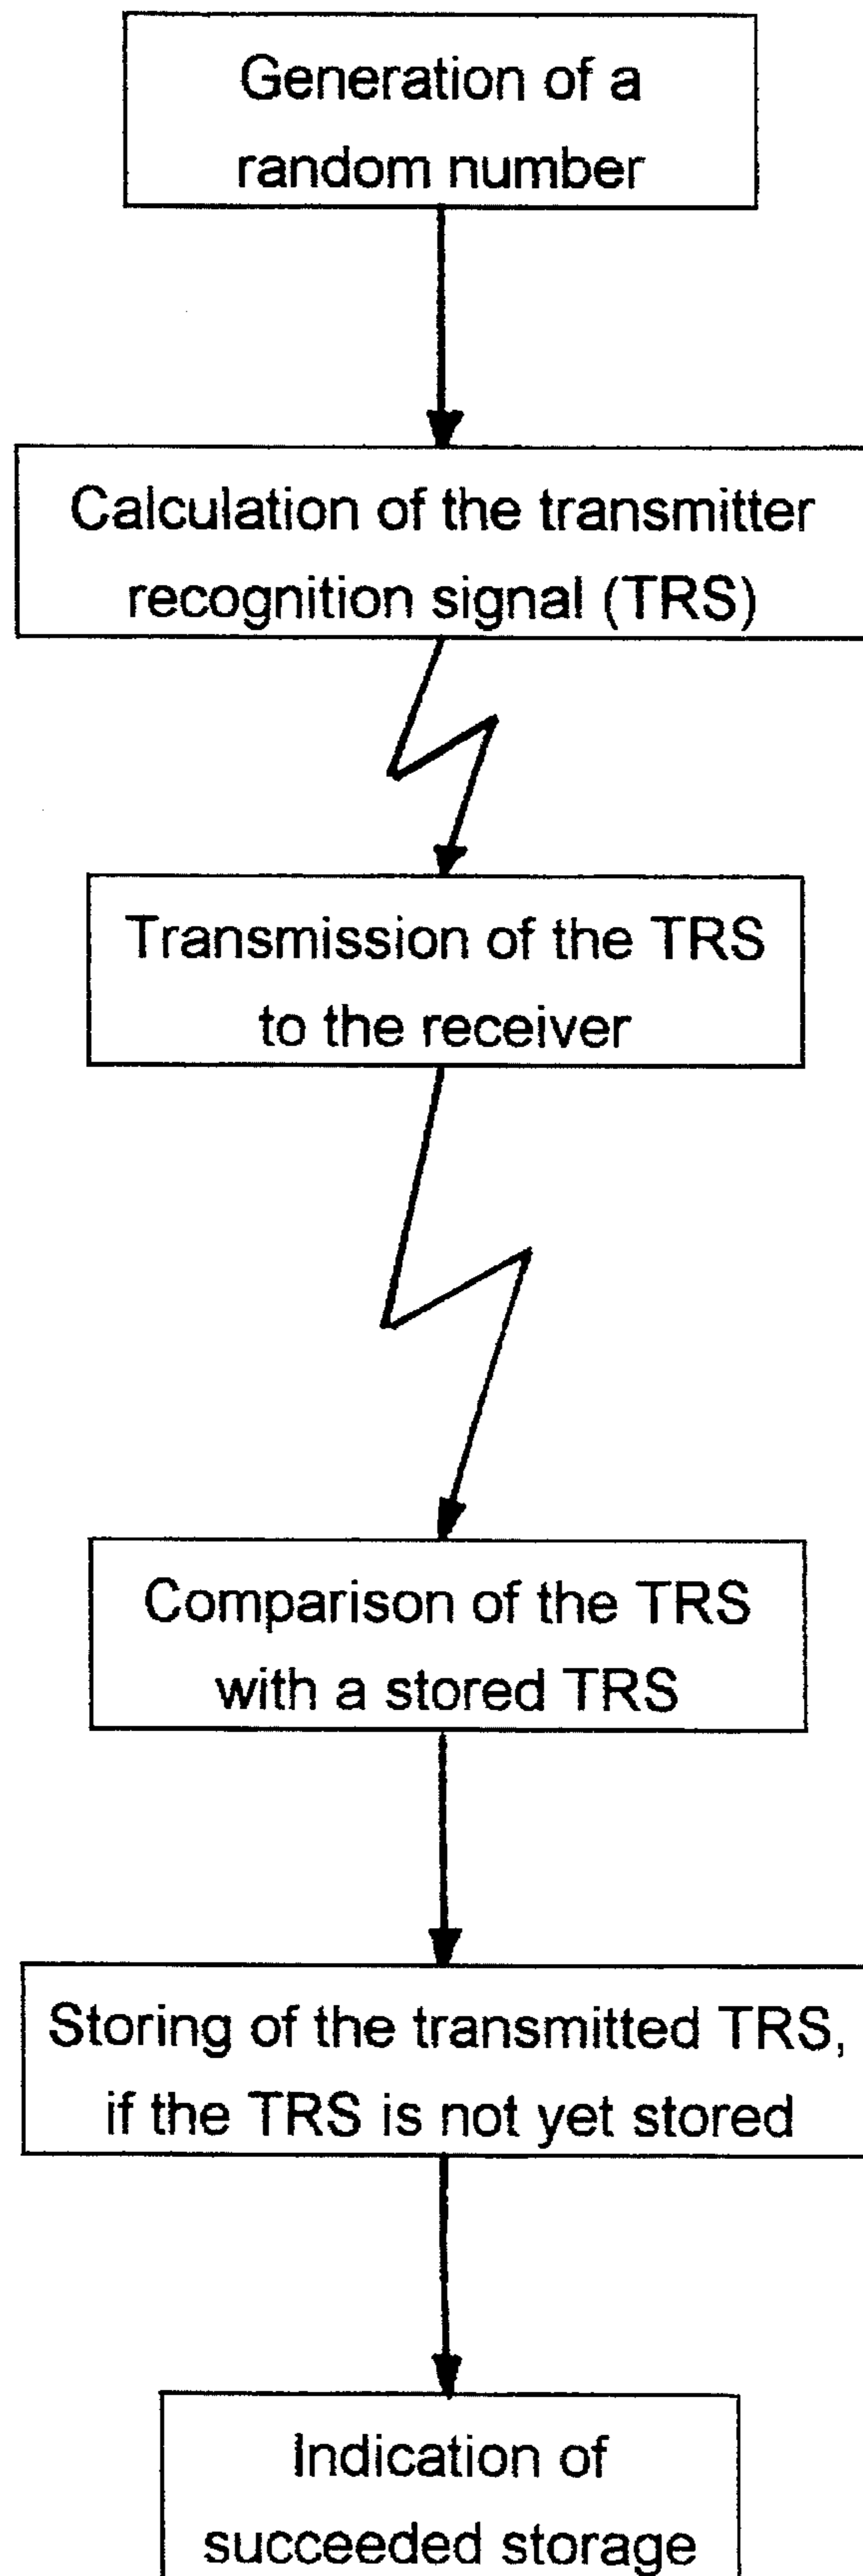 Generation of a
random number
Calculation of the transmitter
recognition signal (TRS)
Transmission of the TRS
to the receiver
Comparison of the TRS
with a stored TRS
Storing of the transmitted TRS,
if the TRS is not yet stored
Indication of
succeeded storage